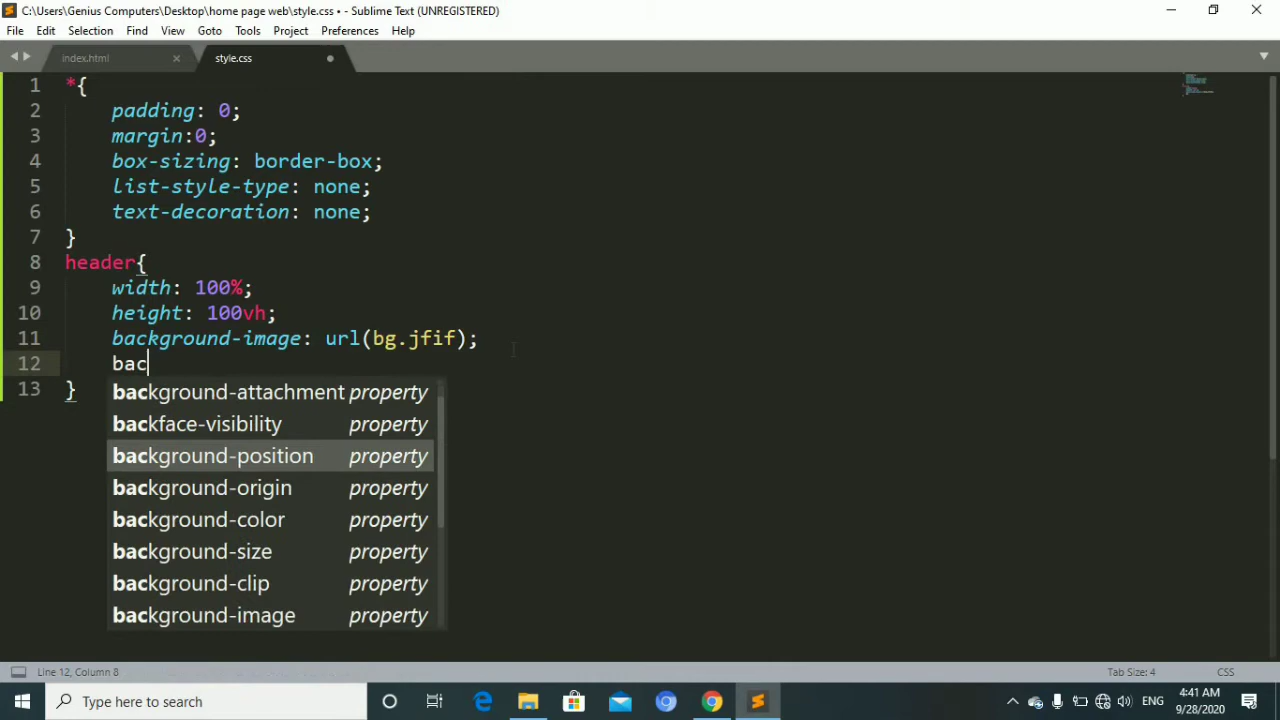 C:\Users\Genius Computers\Desktop\home page web\style.css • - Sublime Text (UNREGISTERED)
File Edit Selection Find View Goto Tools Project Preferences Help
index.html style.css
1 *{
2 padding: 0;
3 margin:0;
4 box-sizing: border-box;
5 list-style-type: none;
6 text-decoration: none;
7 }
8 header{
9 width: 100%;
10 height: 100vh;
11 background-image: url(bg.jfif);
12 bac
13 }
background-attachment property
backface-visibility property
background-position property
background-origin property
background-color property
background-size property
background-clip property
background-image property
Line 12, Column 8 Tab Size: 4 CSS
Type here to search ENG 4:41 AM
9/28/2020